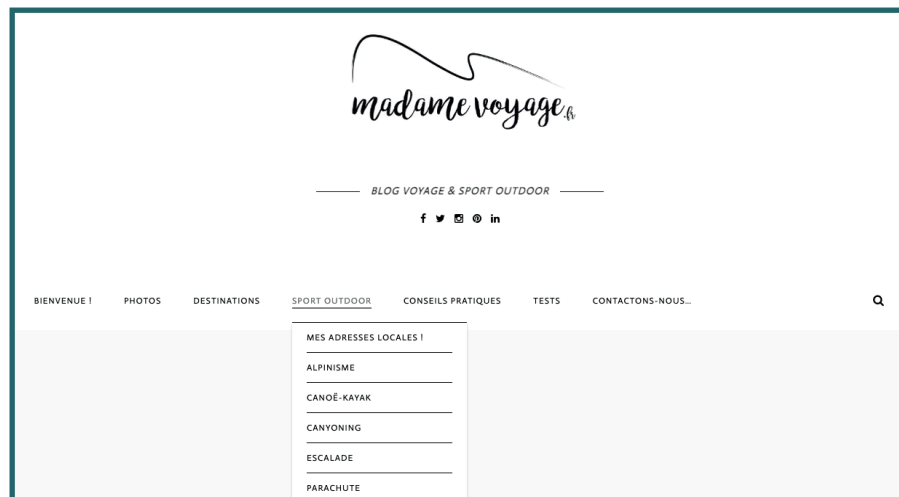 madame voyage.fr
BLOG VOYAGE & SPORT OUTDOOR
BIENVENUE ! PHOTOS DESTINATIONS SPORT OUTDOOR CONSEILS PRATIQUES TESTS CONTACTONS-NOUS…
MES ADRESSES LOCALES !
ALPINISME
CANOË-KAYAK
CANYONING
ESCALADE
PARACHUTE